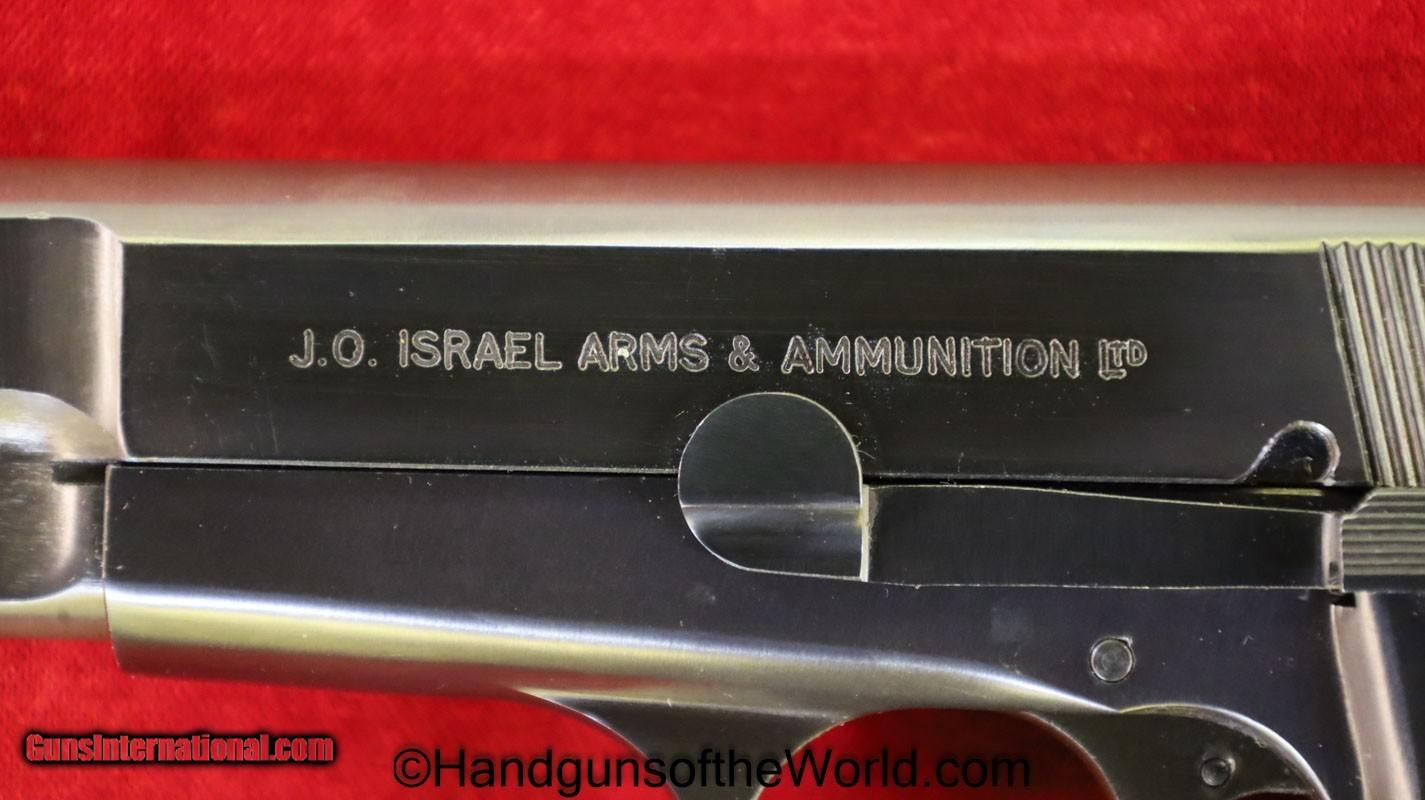 J.O. ISRAEL ARMS & AMMUNITION LTD
GunsInternational.com
©HandgunsoftheWorld.com